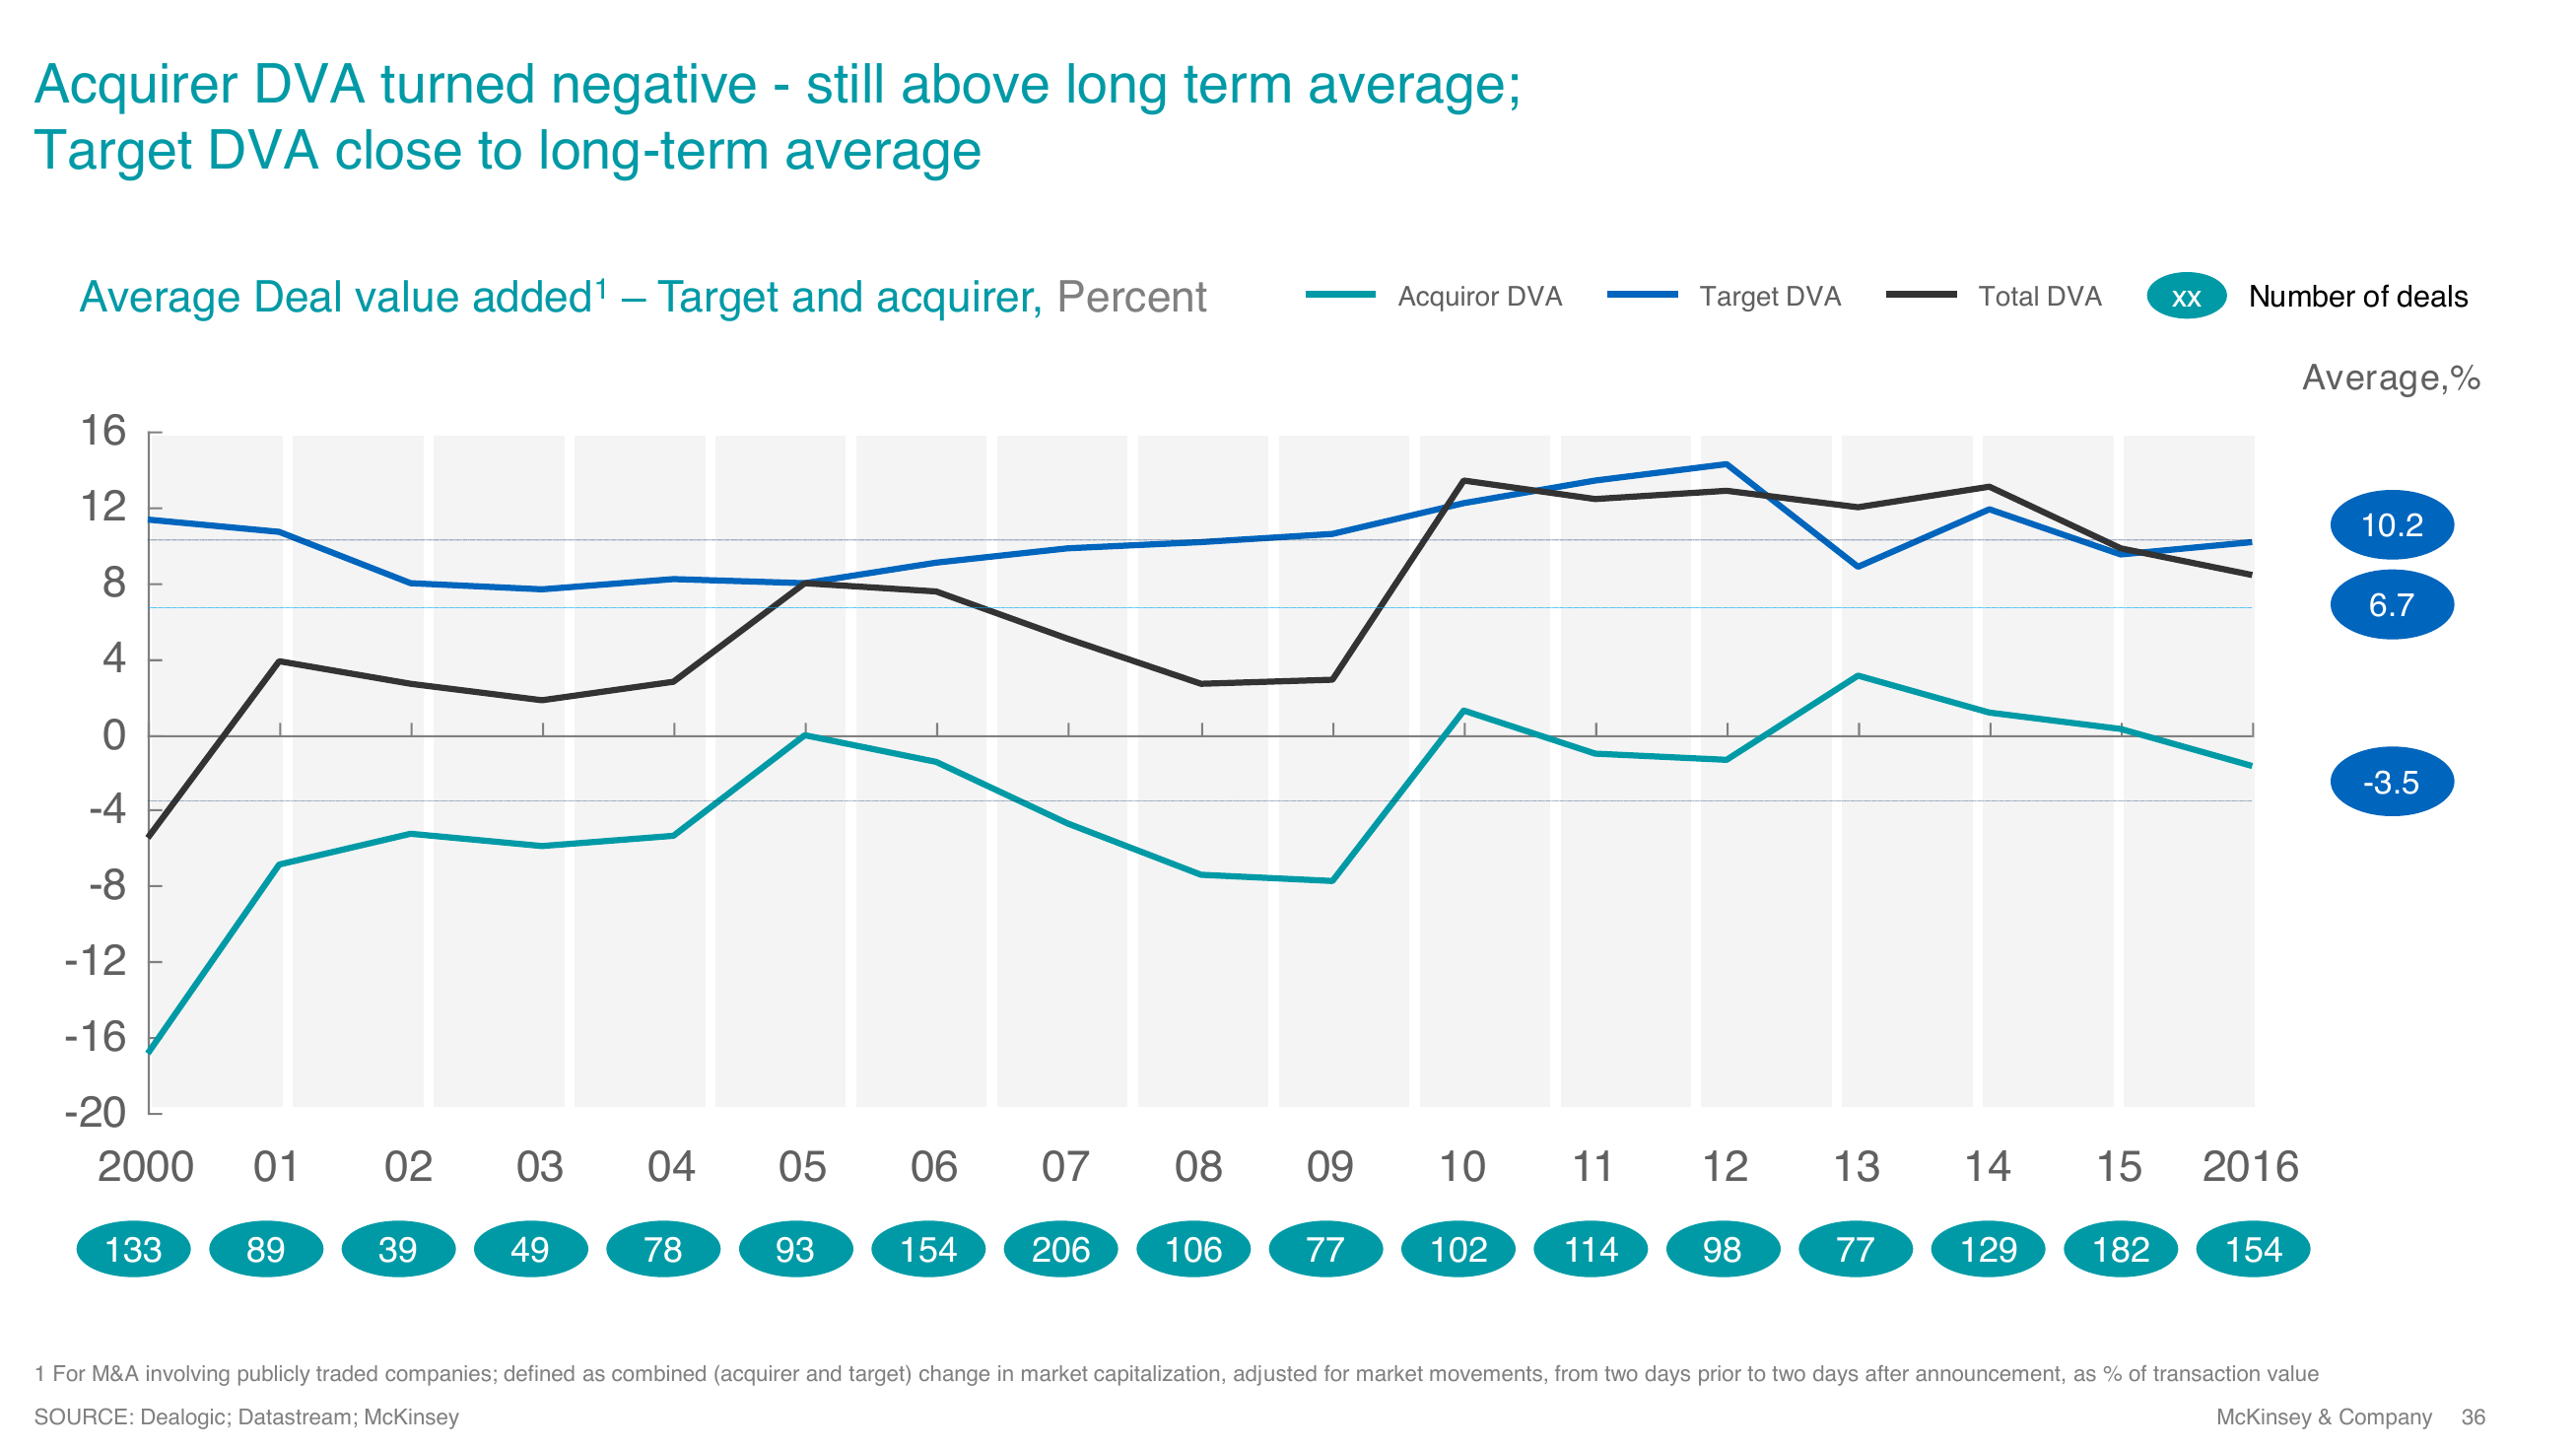 Acquirer DVA turned negative - still above long term average;
Target DVA close to long-term average
Average Deal value added¹ – Target and acquirer, Percent
Acquiror DVA
Target DVA
Total DVA
xx Number of deals
Average,%
16
12
8
4
0
-4
-8
-12
-16
-20
10.2
6.7
-3.5
2000 01 02 03 04 05 06 07 08 09 10 11 12 13 14 15 2016
133 89 39 49 78 93 154 206 106 77 102 114 98 77 129 182 154
1 For M&A involving publicly traded companies; defined as combined (acquirer and target) change in market capitalization, adjusted for market movements, from two days prior to two days after announcement, as % of transaction value
SOURCE: Dealogic; Datastream; McKinsey
McKinsey & Company 36